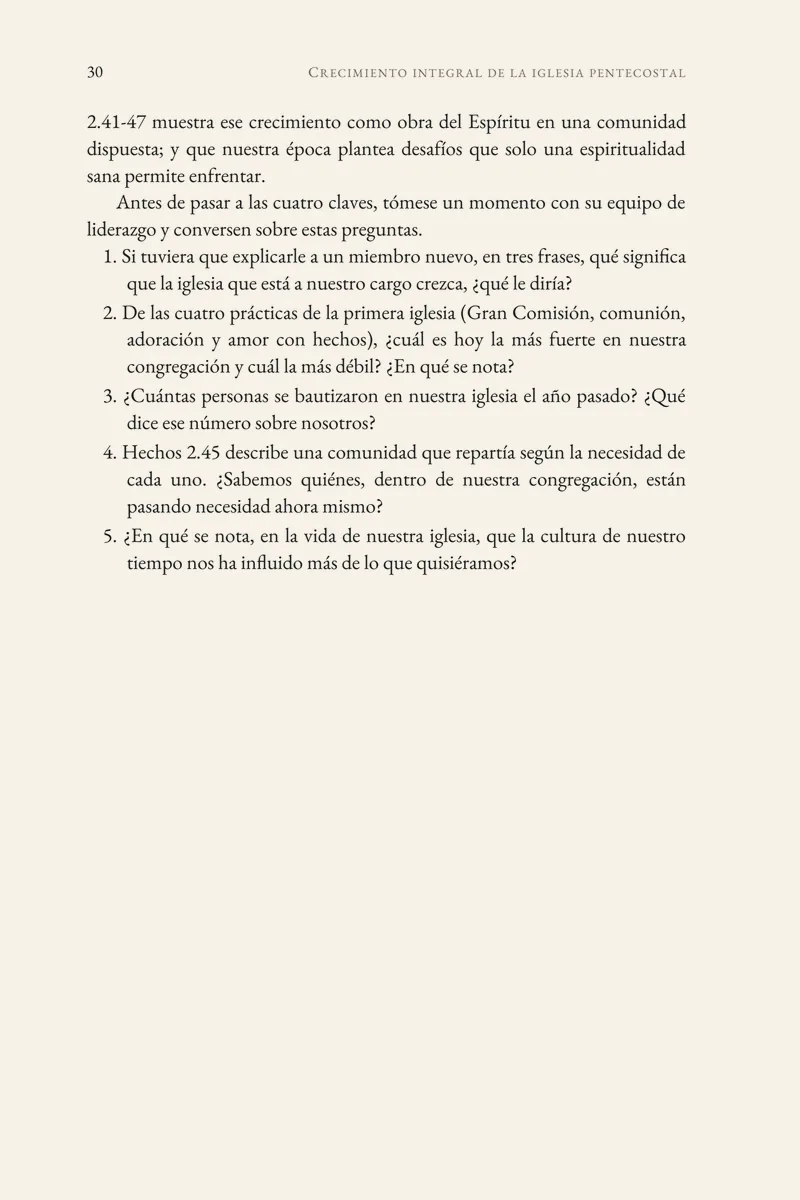 30
Crecimiento integral de la iglesia pentecostal
2.41-47 muestra ese crecimiento como obra del Espíritu en una comunidad
dispuesta; y que nuestra época plantea desafíos que solo una espiritualidad
sana permite enfrentar.
Antes de pasar a las cuatro claves, tómese un momento con su equipo de
liderazgo y conversen sobre estas preguntas.
1. Si tuviera que explicarle a un miembro nuevo, en tres frases, qué significa
que la iglesia que está a nuestro cargo crezca, ¿qué le diría?
2. De las cuatro prácticas de la primera iglesia (Gran Comisión, comunión,
adoración y amor con hechos), ¿cuál es hoy la más fuerte en nuestra
congregación y cuál la más débil? ¿En qué se nota?
3. ¿Cuántas personas se bautizaron en nuestra iglesia el año pasado? ¿Qué
dice ese número sobre nosotros?
4. Hechos 2.45 describe una comunidad que repartía según la necesidad de
cada uno. ¿Sabemos quiénes, dentro de nuestra congregación, están
pasando necesidad ahora mismo?
5. ¿En qué se nota, en la vida de nuestra iglesia, que la cultura de nuestro
tiempo nos ha influido más de lo que quisiéramos?